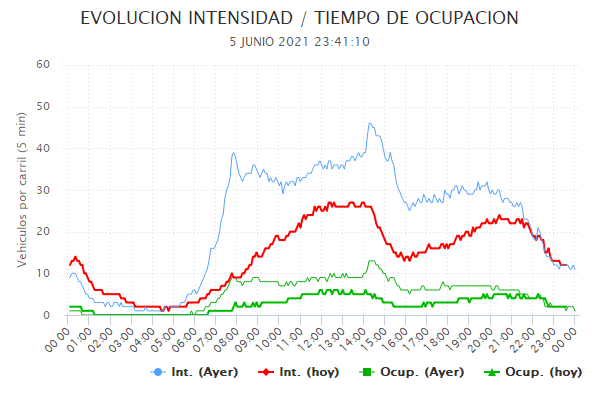 EVOLUCION INTENSIDAD / TIEMPO DE OCUPACION
5 JUNIO 2021 23:41:10
Vehiculos por carril (5 min)
60
50
40
30
20
10
0
00:00 01:00 02:00 03:00 04:00 05:00 06:00 07:00 08:00 09:00 10:00 11:00 12:00 13:00 14:00 15:00 16:00 17:00 18:00 19:00 20:00 21:00 22:00 23:00 00:00
Int. (Ayer) Int. (hoy) Ocup. (Ayer) Ocup. (hoy)